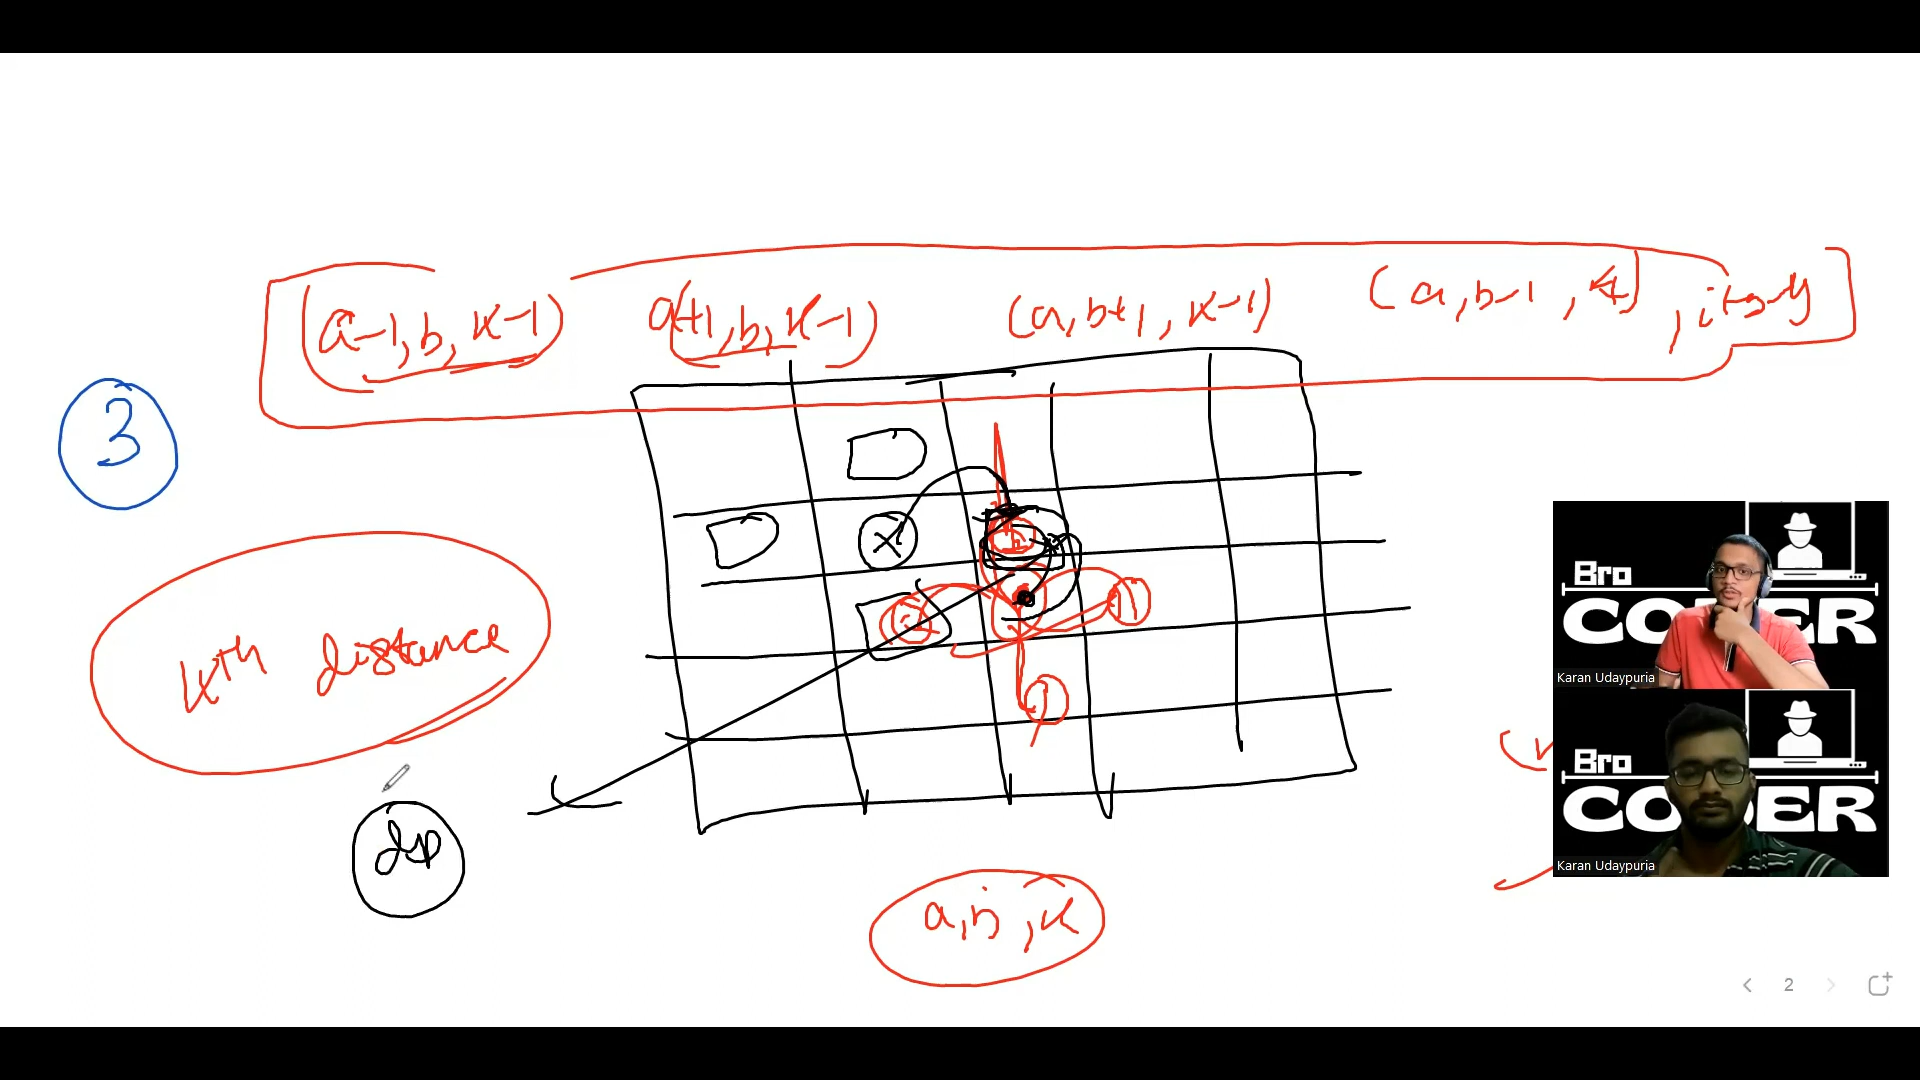 (a-1, b, k-1) a(+1, b, k-1) (a, b+1, k-1) (a, b-1,
3
kth distance
dp
a, b, k
Bro
CODER
Karan Udaypuria
Bro
CODER
Karan Udaypuria
2